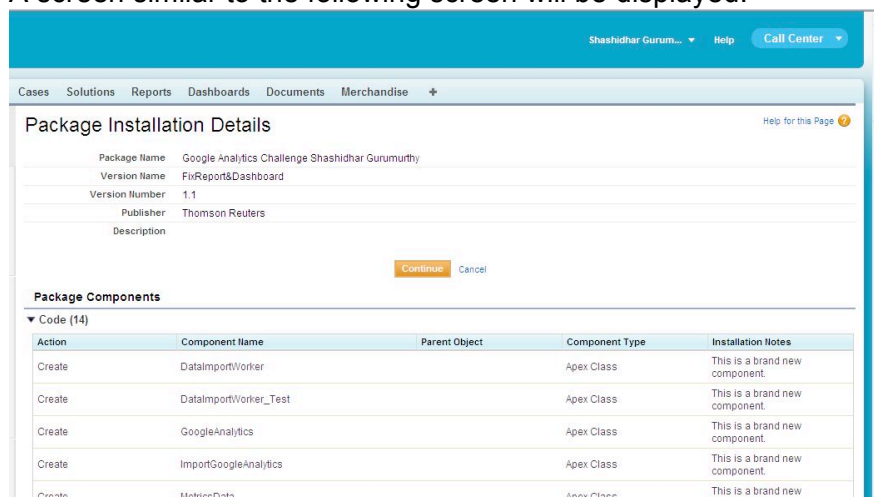 A screen similar to the following screen will be displayed.
Shashidhar Gurum... Help Call Center
Cases Solutions Reports Dashboards Documents Merchandise +
Package Installation Details
Help for this Page ?
Package Name Google Analytics Challenge Shashidhar Gurumurthy
Version Name FixReport&Dashboard
Version Number 1.1
Publisher Thomson Reuters
Description
Continue Cancel
Package Components
Code (14)
Action Component Name Parent Object Component Type Installation Notes
Create DataImportWorker Apex Class This is a brand new
component.
Create DataImportWorker_Test Apex Class This is a brand new
component.
Create GoogleAnalytics Apex Class This is a brand new
component.
Create ImportGoogleAnalytics Apex Class This is a brand new
component.
Create MetricsData Apex Class This is a brand new